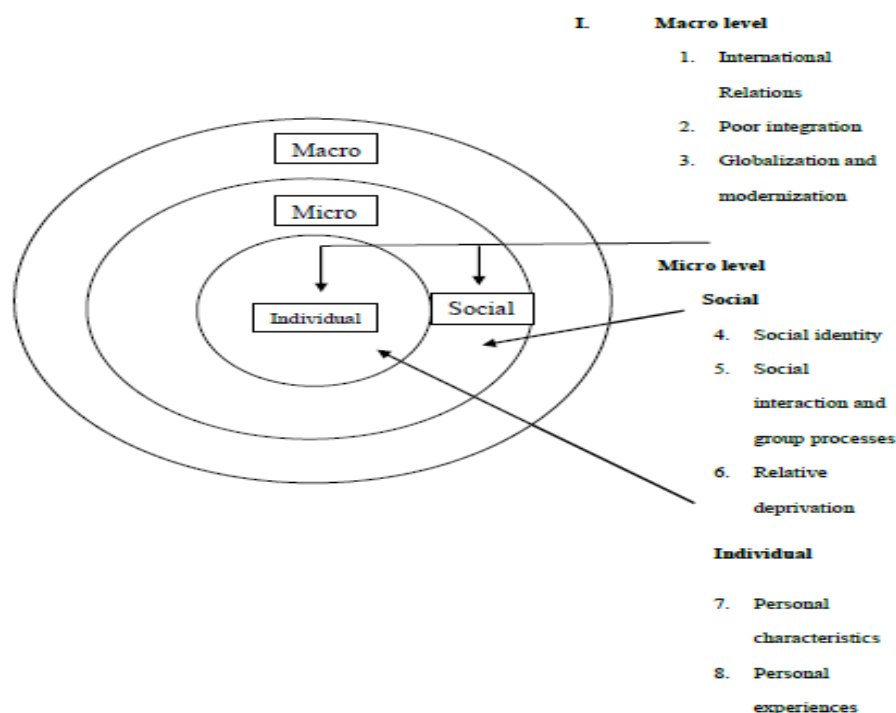 I. Macro level
1. International
Relations
2. Poor integration
3. Globalization and
modernization
Macro
Micro
Individual
Social
Micro level
Social
4. Social identity
5. Social
interaction and
group processes
6. Relative
deprivation
Individual
7. Personal
characteristics
8. Personal
experiences